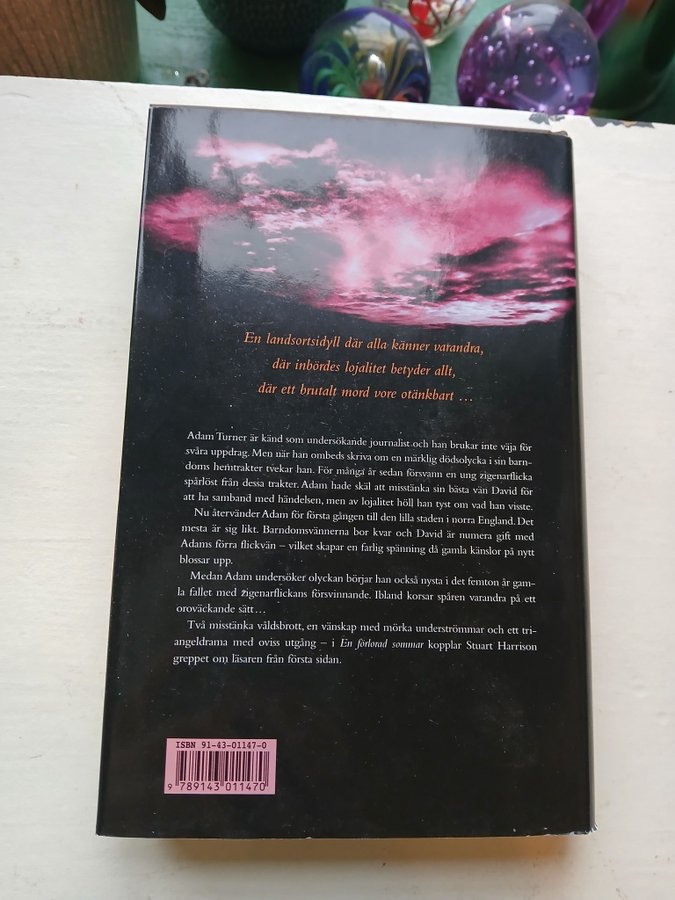 En landsortsidyll där alla känner varandra,
där inbördes lojalitet betyder allt,
där ett brutalt mord vore otänkbart …
Adam Turner är känd som undersökande journalist och han brukar inte väja för
svåra uppdrag. Men när han ombeds skriva om en märklig dödsolycka i sin barn-
doms hemtrakter tvekar han. För många år sedan försvann en ung zigenarflicka
spårlöst från dessa trakter. Adam hade skäl att misstänka sin bästa vän David för
att ha samband med händelsen, men av lojalitet höll han tyst om vad han visste.
Nu återvänder Adam för första gången till den lilla staden i norra England. Det
mesta är sig likt. Barndomsvännerna bor kvar och David är numera gift med
Adams förra flickvän – vilket skapar en farlig spänning då gamla känslor på nytt
blossar upp.
Medan Adam undersöker olyckan börjar han också nysta i det femton år gam-
la fallet med zigenarflickans försvinnande. Ibland korsar spåren varandra på ett
oroväckande sätt…
Två misstänka våldsbrott, en vänskap med mörka underströmmar och ett tri-
angeldrama med oviss utgång – i En förlorad sommar kopplar Stuart Harrison
greppet om läsaren från första sidan.
ISBN 91-43-01147-0
9 789143 011470